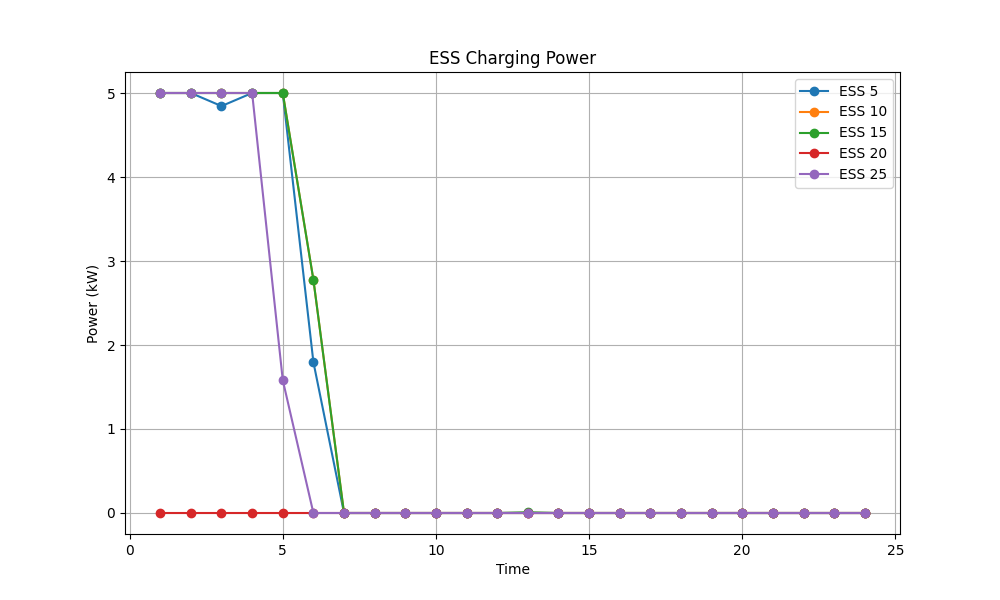 ESS Charging Power
ESS 5
ESS 10
ESS 15
ESS 20
ESS 25
Power (kW)
5
4
3
2
1
0
0 5 10 15 20 25
Time